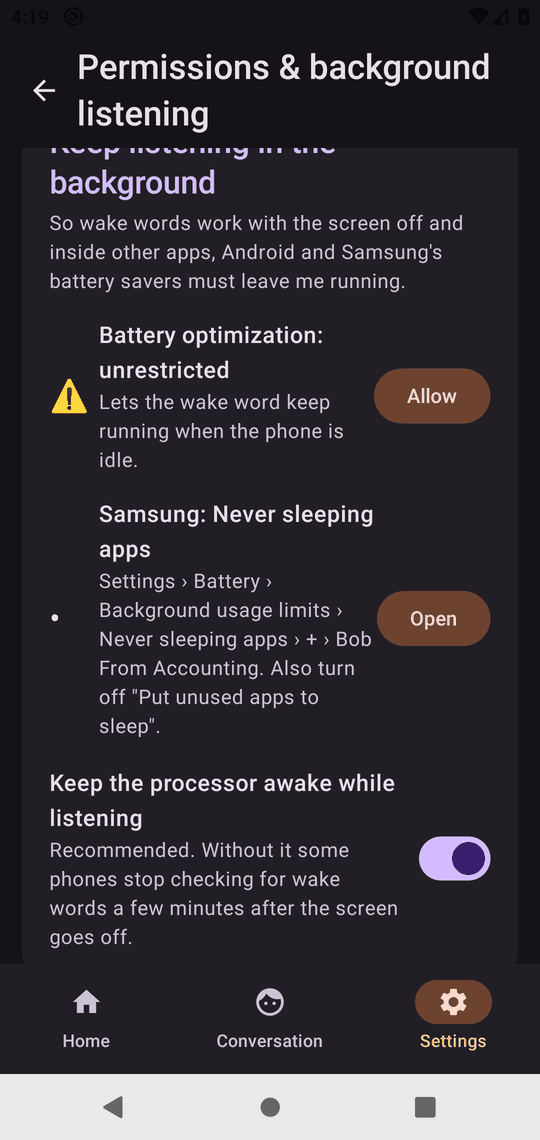 4:19
Permissions & background
listening
Keep listening in the
background
So wake words work with the screen off and
inside other apps, Android and Samsung's
battery savers must leave me running.
Battery optimization:
unrestricted
Lets the wake word keep
running when the phone is
idle.
Allow
Samsung: Never sleeping
apps
Settings › Battery ›
Background usage limits ›
Never sleeping apps › + › Bob
From Accounting. Also turn
off "Put unused apps to
sleep".
Open
Keep the processor awake while
listening
Recommended. Without it some
phones stop checking for wake
words a few minutes after the screen
goes off.
Home
Conversation
Settings